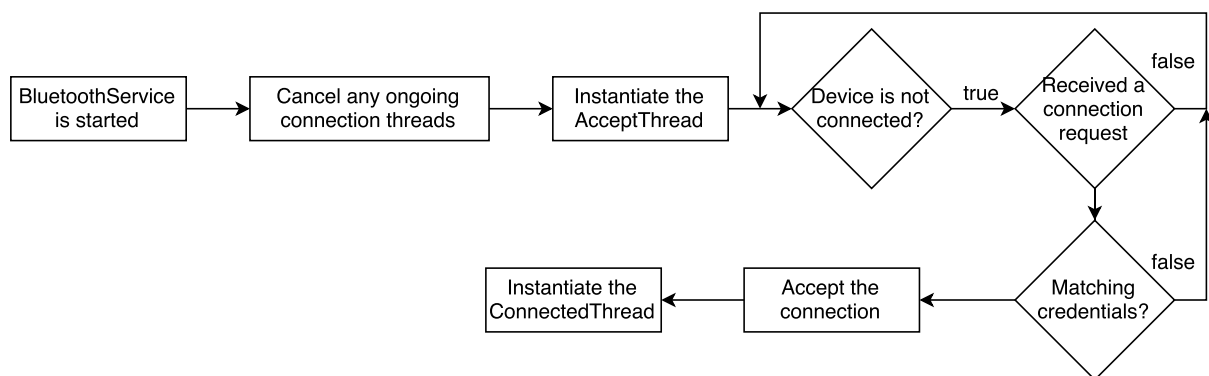 BluetoothService
is started
Cancel any ongoing
connection threads
Instantiate the
AcceptThread
Device is not
connected?
true
Received a
connection
request
false
Matching
credentials?
false
Accept the
connection
Instantiate the
ConnectedThread